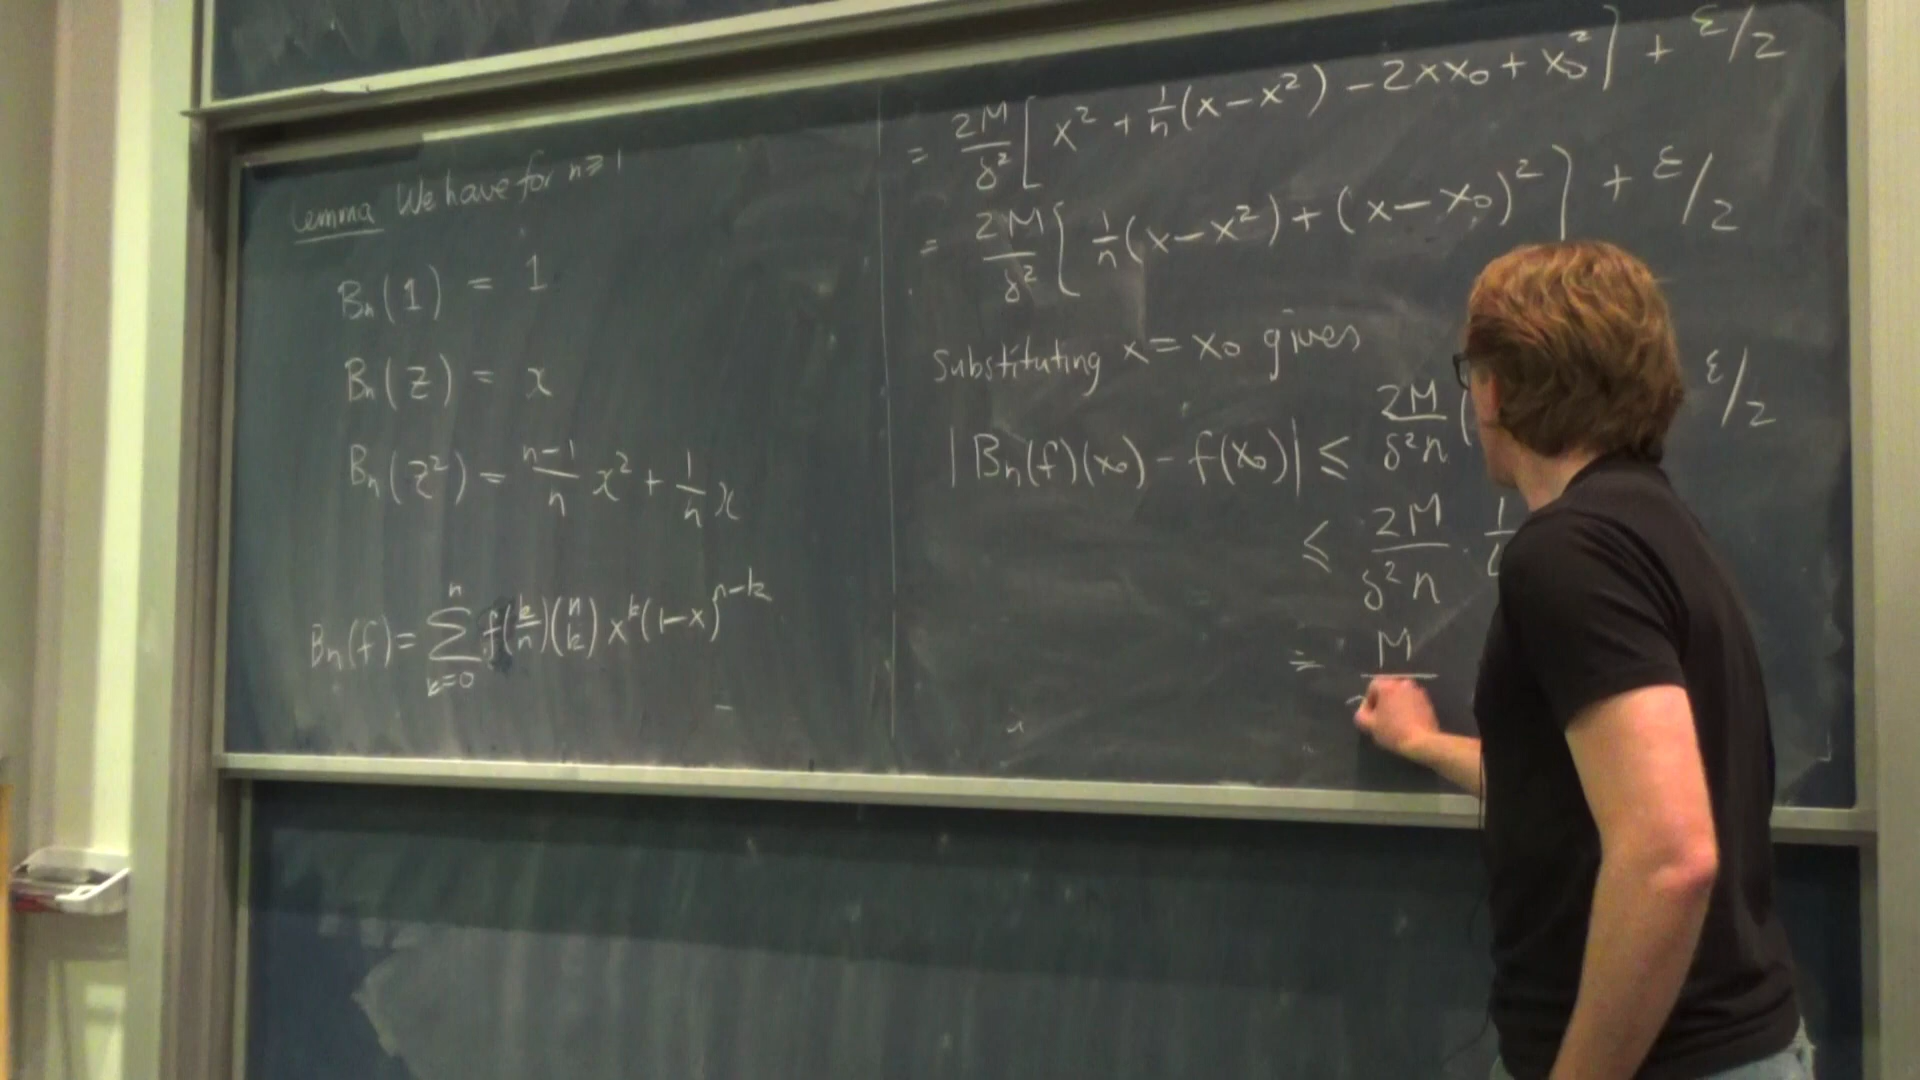 Lemma We have for n ≥ 1
Bn(1) = 1
Bn(z) = x
Bn(z²) = n-1/n x² + 1/n x
Bn(f) = Σ_{k=0}^{n} f(k/n)(n k) x^k (1-x)^{n-k}
= 2M/δ² [ x² + 1/n (x-x²) - 2xx₀ + x₀² ] + ε/2
= 2M/δ² [ 1/n (x-x²) + (x-x₀)² ] + ε/2
Substituting x = x₀ gives
|Bn(f)(x₀) - f(x₀)| ≤ 2M/δ²n ( ε/2
≤ 2M/δ²n · 1/
= M